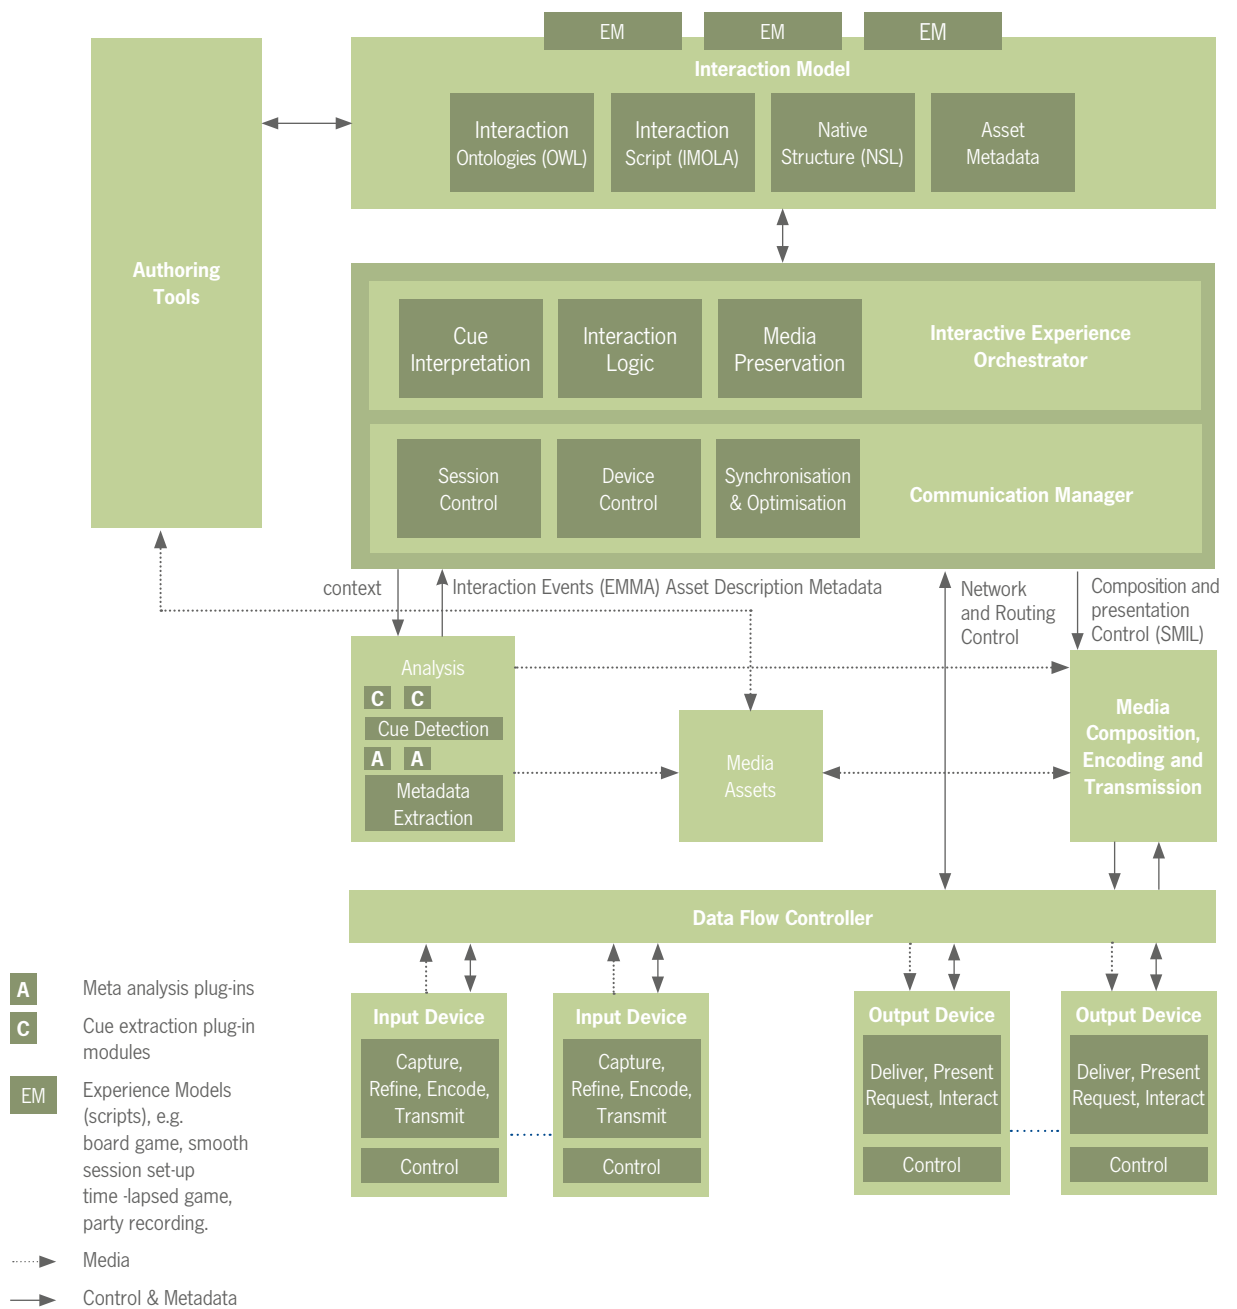 EM
EM
EM
Interaction Model
Interaction
Ontologies (OWL)
Interaction
Script (IMOLA)
Native
Structure (NSL)
Asset
Metadata
Authoring
Tools
Cue
Interpretation
Interaction
Logic
Media
Preservation
Interactive Experience
Orchestrator
Session
Control
Device
Control
Synchronisation
& Optimisation
Communication Manager
context
Interaction Events (EMMA) Asset Description Metadata
Network
and Routing
Control
Composition and
presentation
Control (SMIL)
Analysis
C
C
Cue Detection
A
A
Metadata
Extraction
Media
Assets
Media
Composition,
Encoding and
Transmission
Data Flow Controller
Input Device
Capture,
Refine, Encode,
Transmit
Control
Input Device
Capture,
Refine, Encode,
Transmit
Control
Output Device
Deliver, Present
Request, Interact
Control
Output Device
Deliver, Present
Request, Interact
Control
A
Meta analysis plug-ins
C
Cue extraction plug-in
modules
EM
Experience Models
(scripts), e.g.
board game, smooth
session set-up
time -lapsed game,
party recording.
Media
Control & Metadata